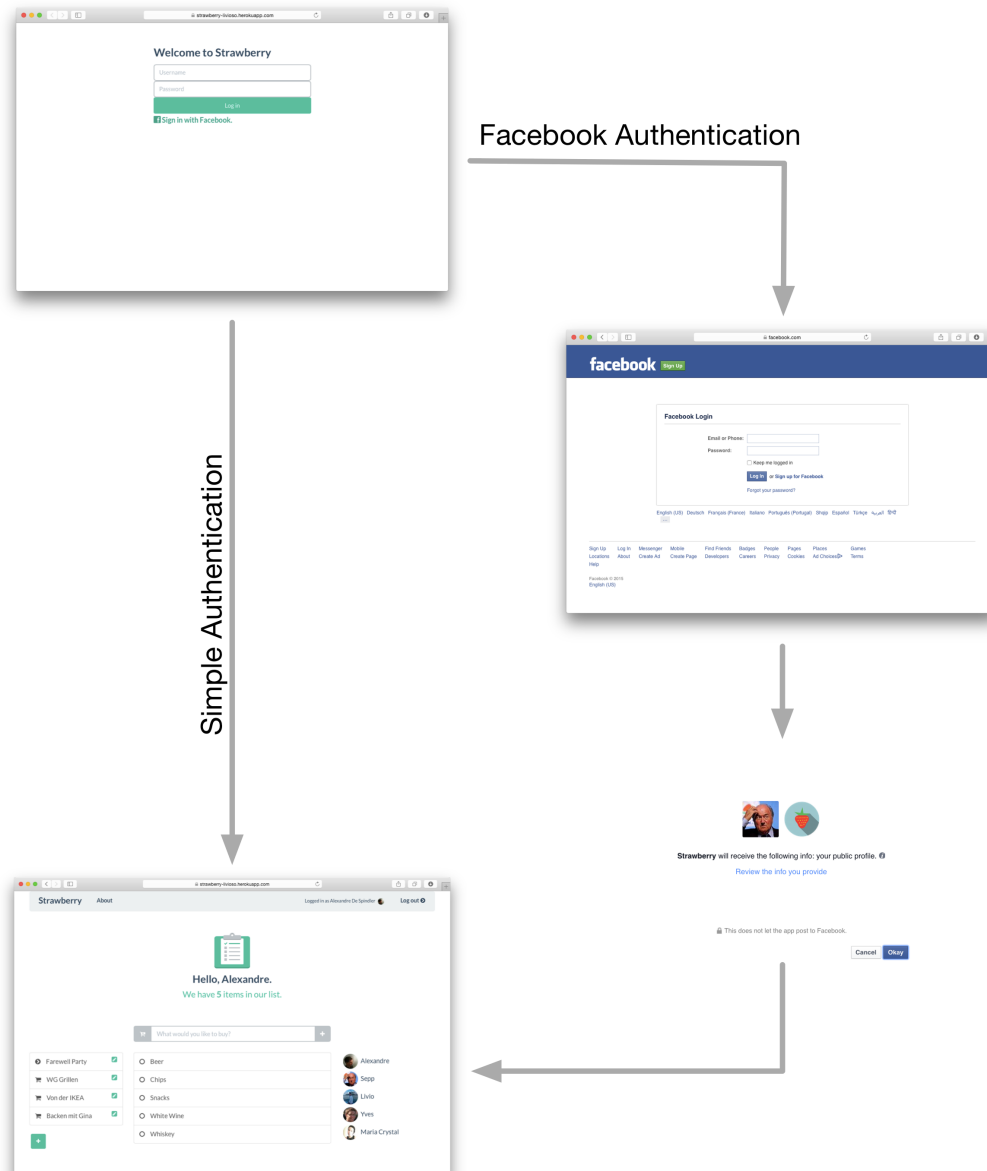 strawberry-livioso.herokuapp.com
Welcome to Strawberry
Username
Password
Log in
Sign in with Facebook.
Facebook Authentication
Simple Authentication
facebook.com
facebook Sign Up
Facebook Login
Email or Phone:
Password:
Keep me logged in
Log In or Sign up for Facebook
Forgot your password?
English (US) Deutsch Français (France) Italiano Português (Portugal) Shqip Español Türkçe العربية हिन्दी
Sign Up Log In Messenger Mobile Find Friends Badges People Pages Places Games
Locations About Create Ad Create Page Developers Careers Privacy Cookies Ad Choices Terms
Help
Facebook © 2015
English (US)
Strawberry will receive the following info: your public profile.
Review the info you provide
This does not let the app post to Facebook.
Cancel Okay
strawberry-livioso.herokuapp.com
Strawberry About Logged in as Alexandre De Spindler Log out
Hello, Alexandre.
We have 5 items in our list.
What would you like to buy? +
Farewell Party
WG Grillen
Von der IKEA
Backen mit Gina
+
Beer
Chips
Snacks
White Wine
Whiskey
Alexandre
Sepp
Livio
Yves
Maria Crystal